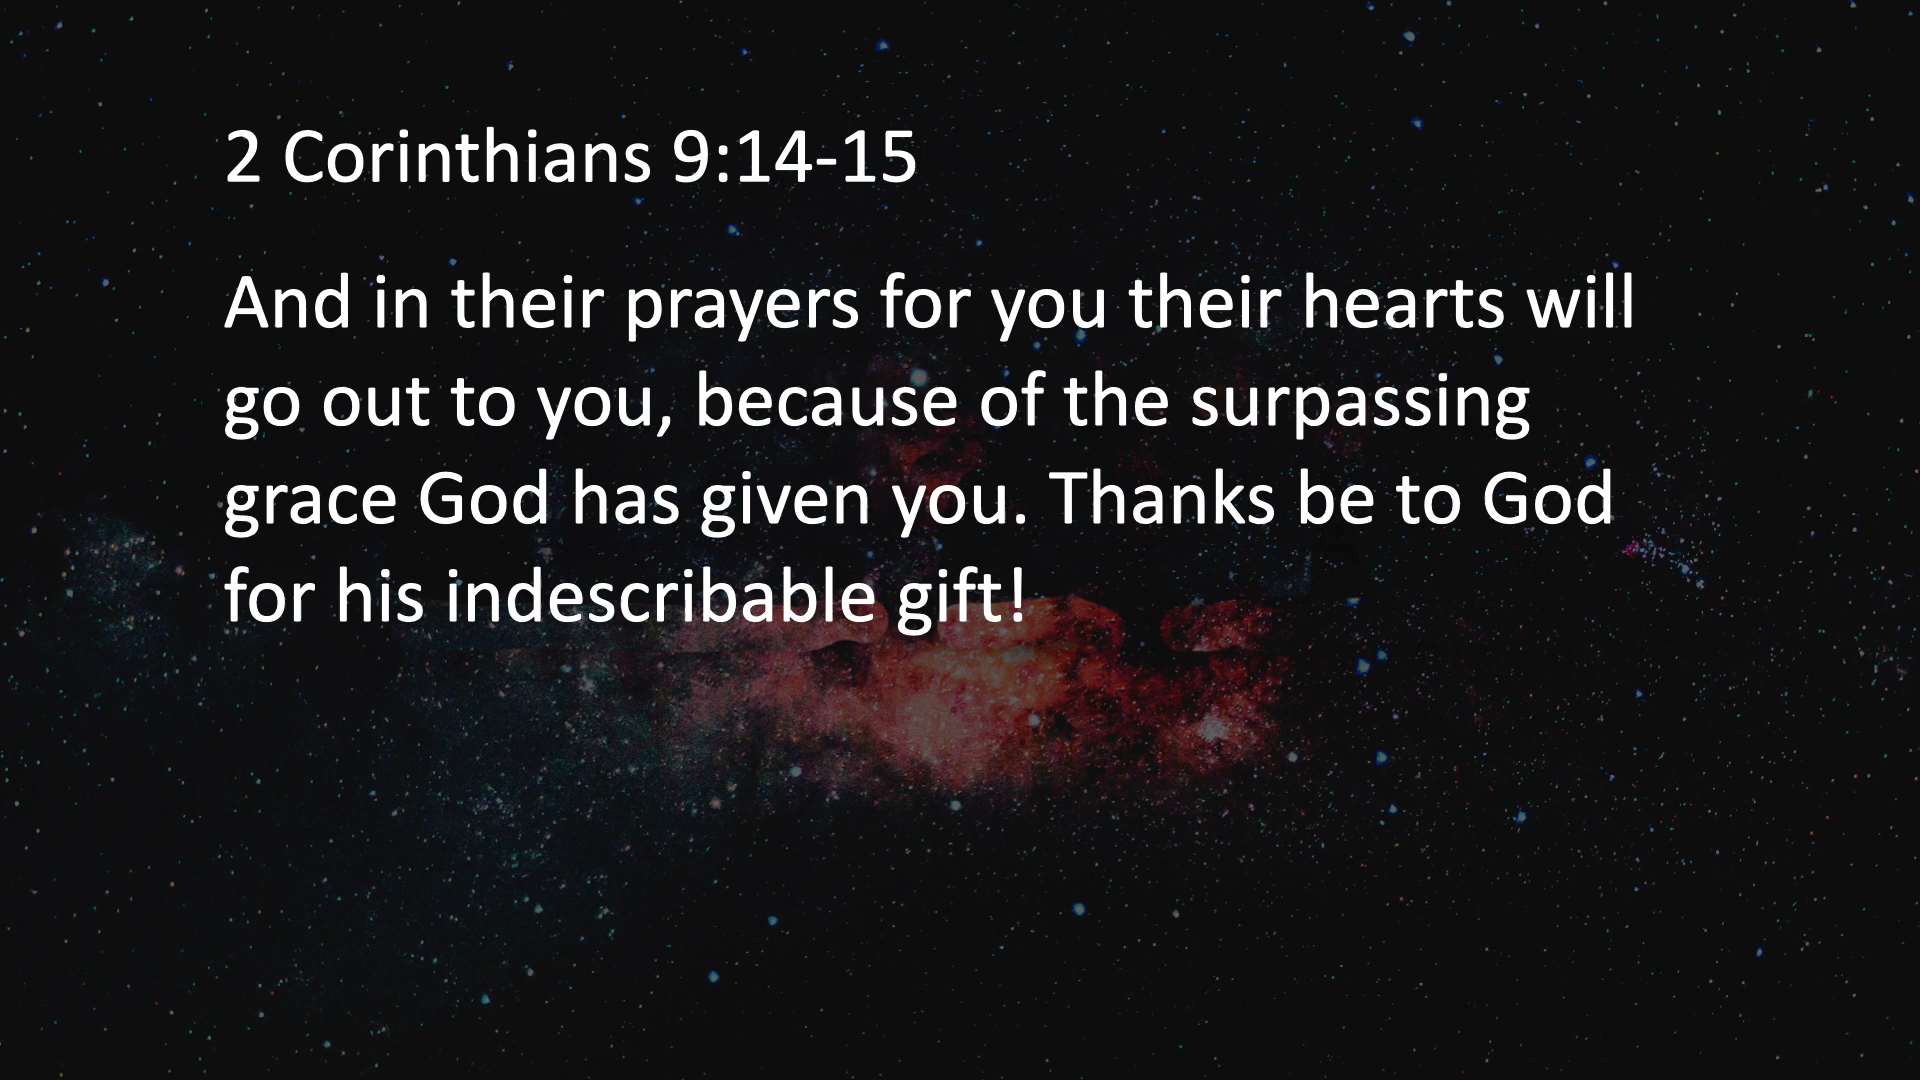 2 Corinthians 9:14-15
And in their prayers for you their hearts will
go out to you, because of the surpassing
grace God has given you. Thanks be to God
for his indescribable gift!